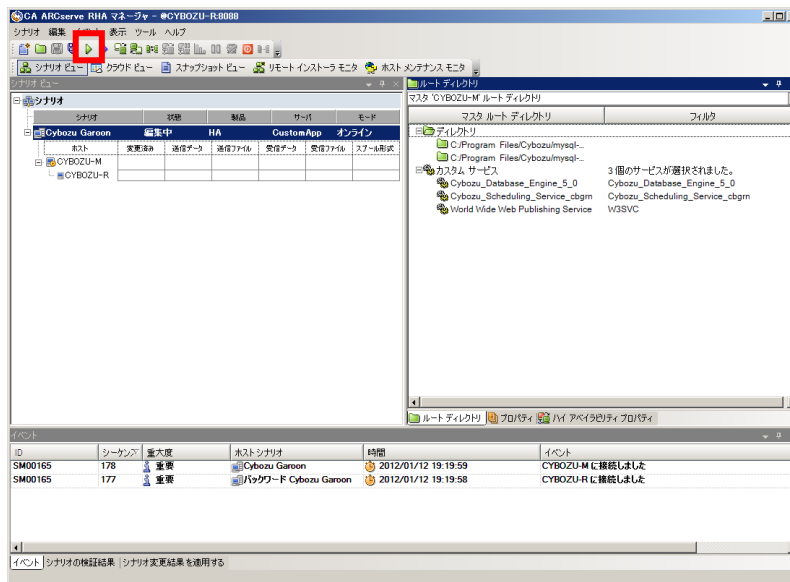 CA ARCserve RHA マネージャ - @CYBOZU-R:8088
シナリオ 編集 表示 ツール ヘルプ
シナリオ ビュー クラウド ビュー スナップショット ビュー リモート インストーラ モニタ ホスト メンテナンス モニタ
シナリオ ビュー
シナリオ
シナリオ 状態 製品 サーバ モード
Cybozu Garoon 編集中 HA CustomApp オンライン
ホスト 変更済み 送信データ 送信ファイル 受信データ 受信ファイル スプール形式
CYBOZU-M
CYBOZU-R
ルート ディレクトリ
マスタ 'CYBOZU-M' ルート ディレクトリ
マスタ ルート ディレクトリ フィルタ
ディレクトリ
C:/Program Files/Cybozu/mysql-...
C:/Program Files/Cybozu/mysql-...
カスタム サービス 3 個のサービスが選択されました。
Cybozu_Database_Engine_5_0 Cybozu_Database_Engine_5_0
Cybozu_Scheduling_Service_cbgrn Cybozu_Scheduling_Service_cbgrn
World Wide Web Publishing Service W3SVC
ルート ディレクトリ プロパティ ハイ アベイラビリティ プロパティ
イベント
ID シーケンス 重大度 ホスト シナリオ 時間 イベント
SM00165 178 重要 Cybozu Garoon 2012/01/12 19:19:59 CYBOZU-M に接続しました
SM00165 177 重要 バックワード Cybozu Garoon 2012/01/12 19:19:58 CYBOZU-R に接続しました
イベント シナリオの検証結果 シナリオ変更結果を適用する